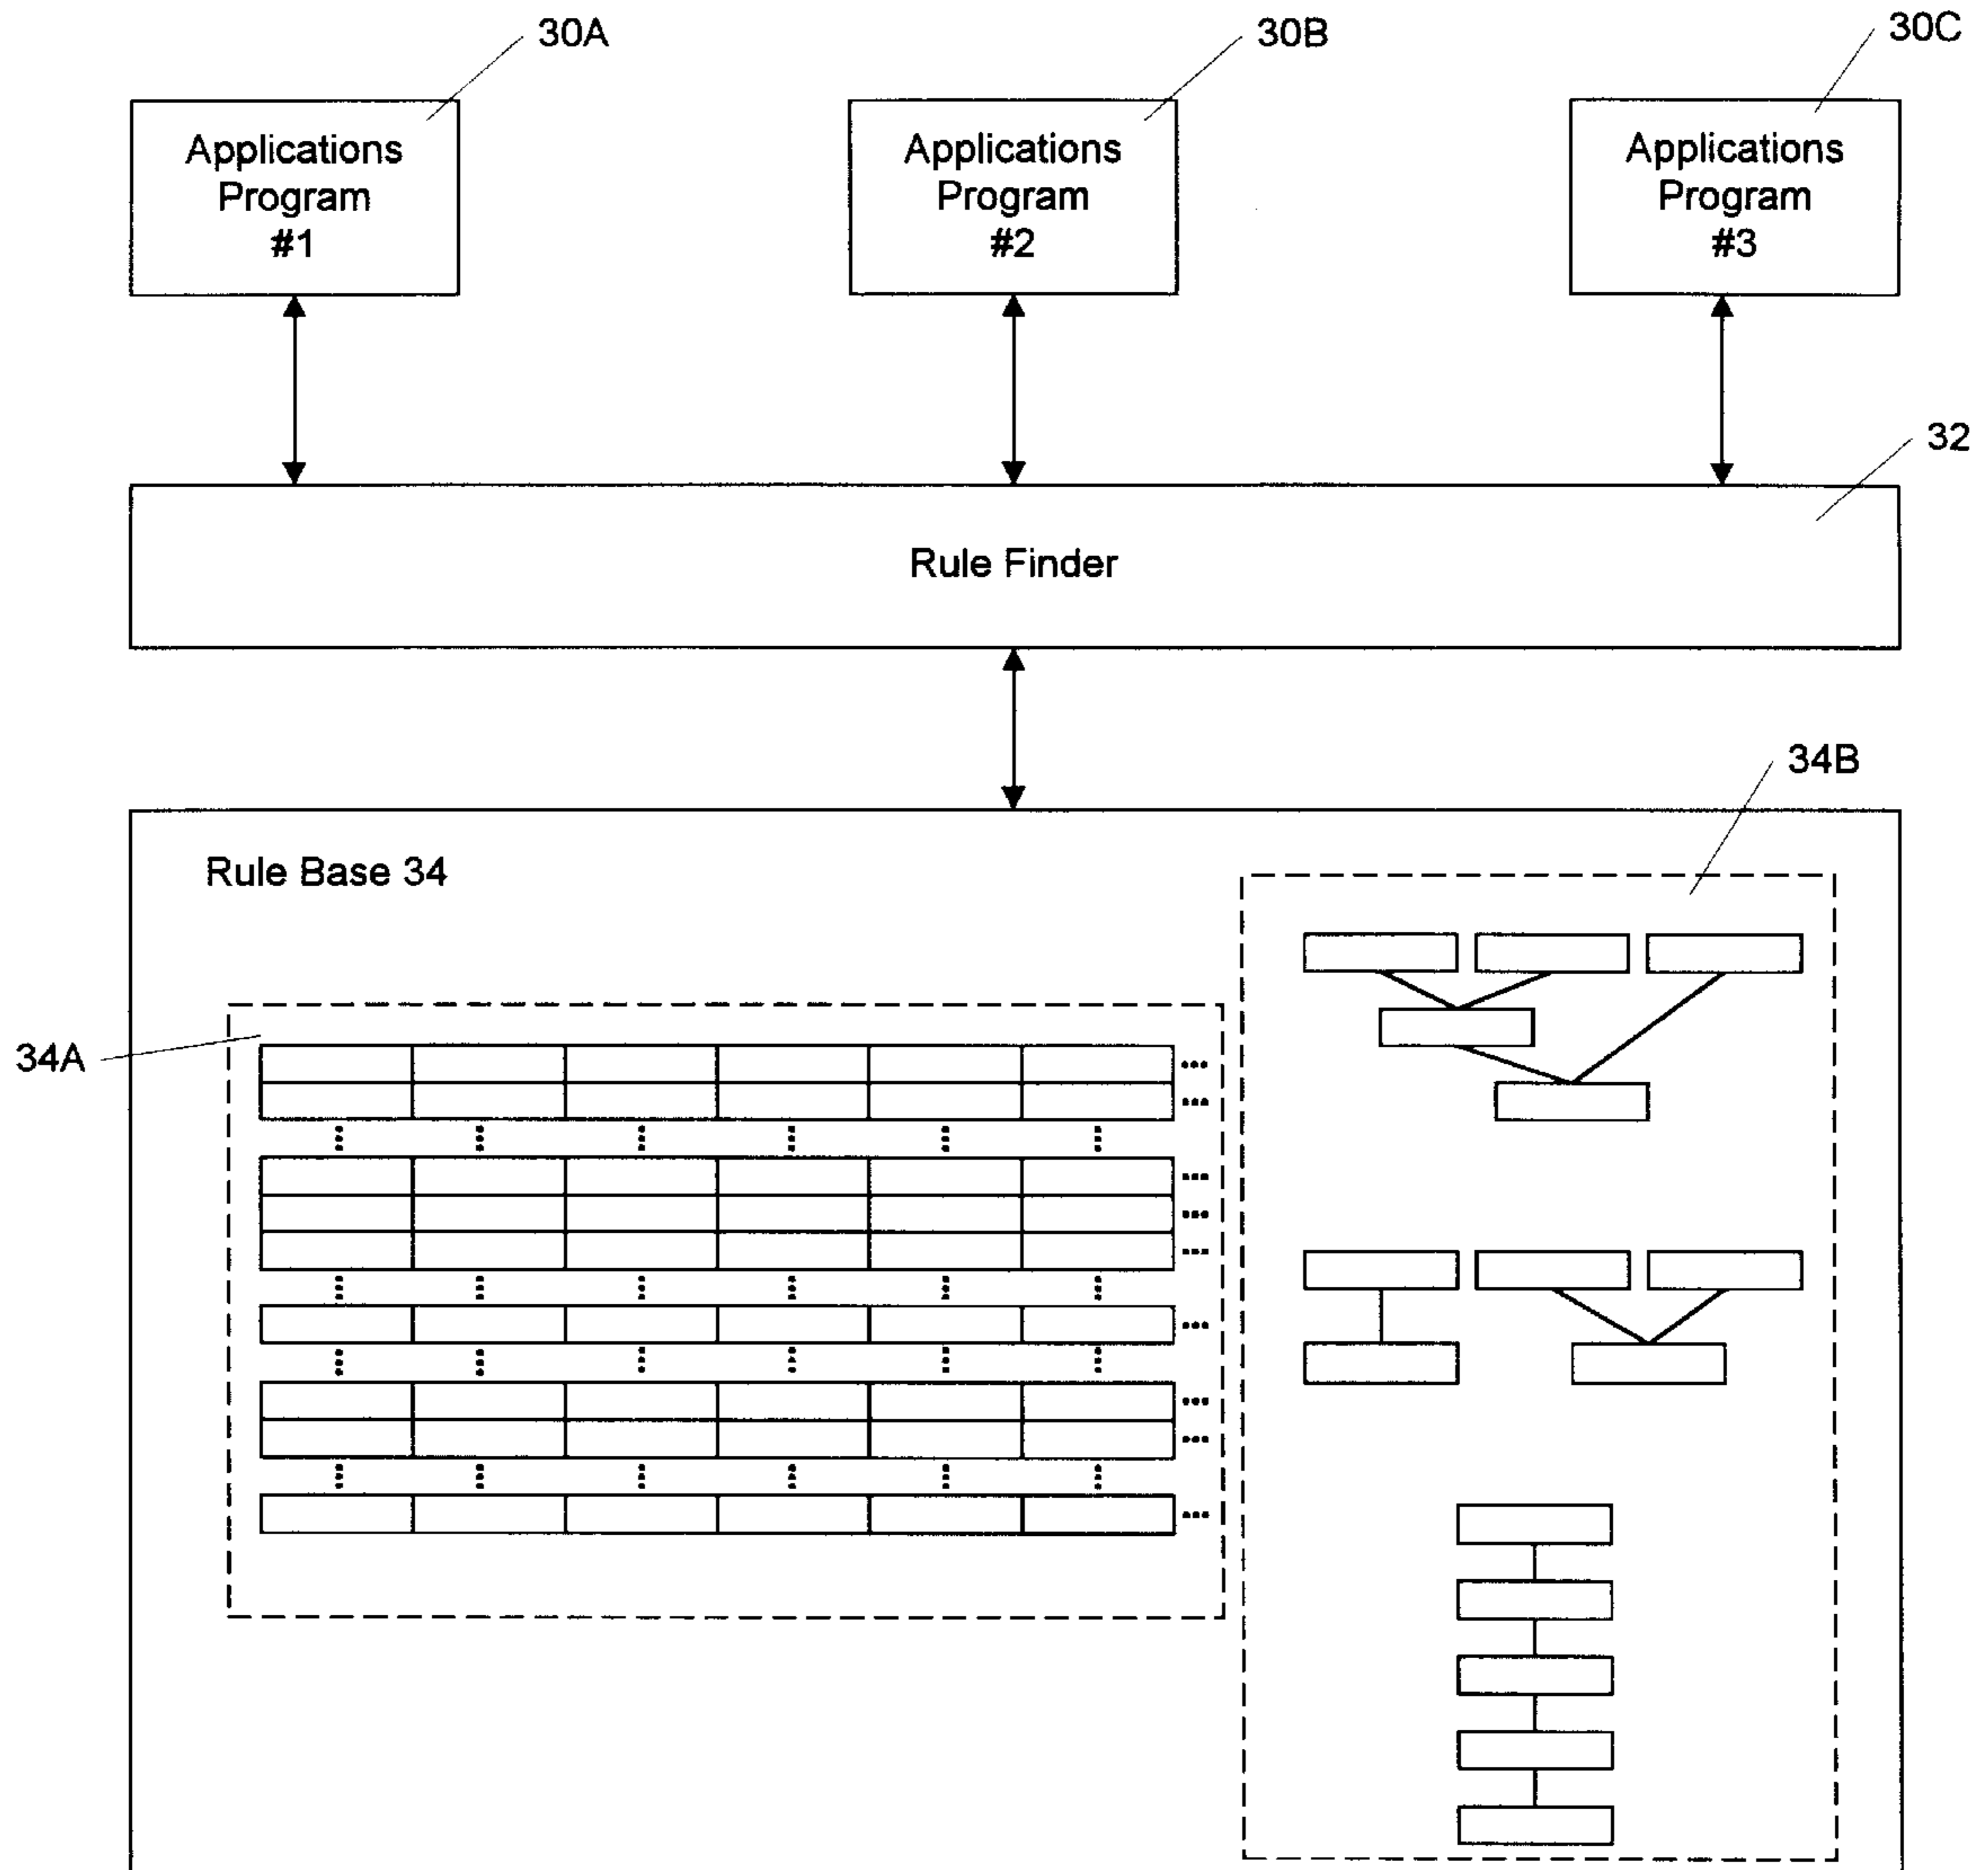 30A
30B
30C
Applications
Program
#1
Applications
Program
#2
Applications
Program
#3
32
Rule Finder
34B
Rule Base 34
34A